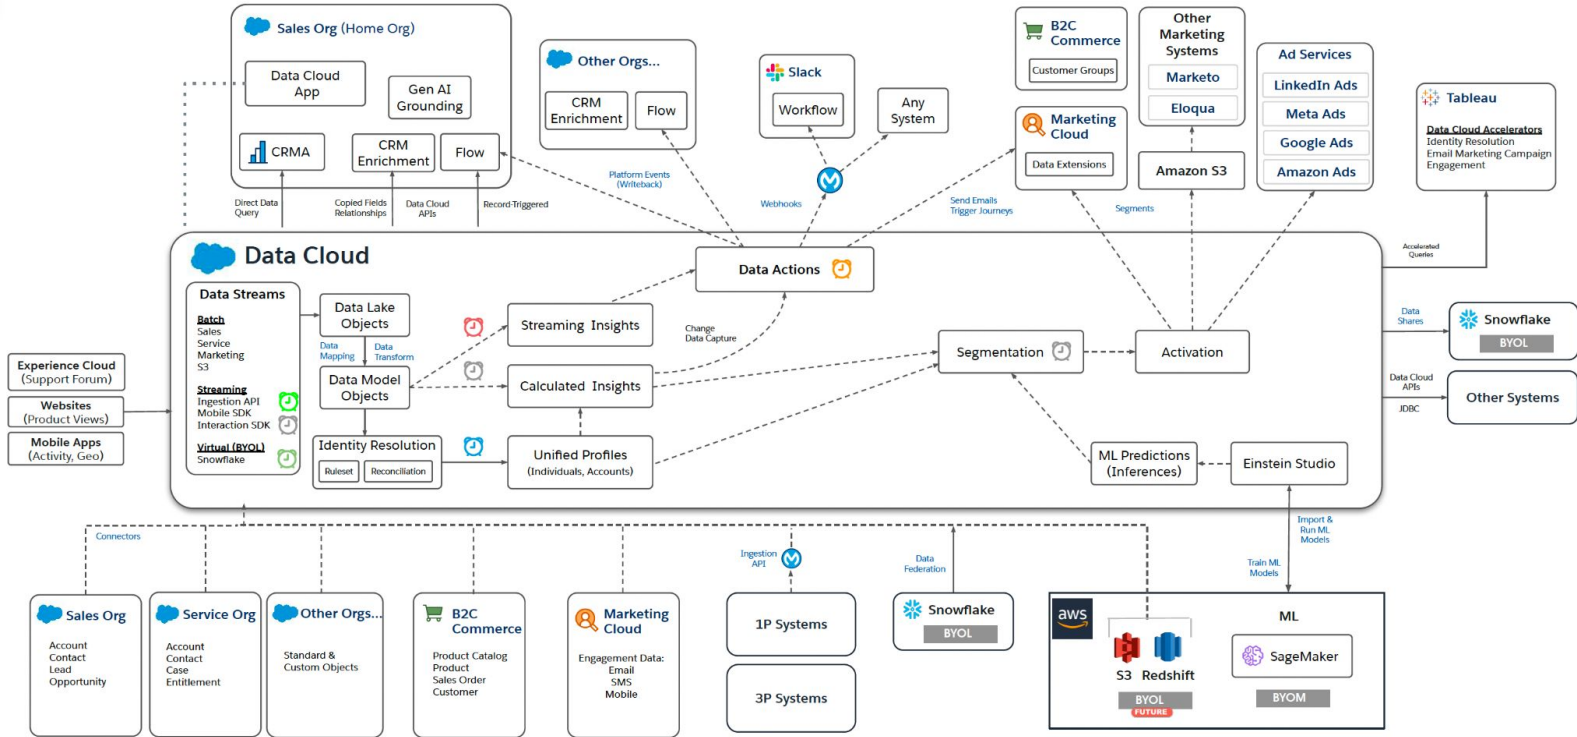 Sales Org (Home Org)
Data Cloud
App
Gen AI
Grounding
CRMA
CRM
Enrichment
Flow
Other Orgs...
CRM
Enrichment
Flow
Slack
Workflow
Any
System
B2C
Commerce
Customer Groups
Marketing
Cloud
Data Extensions
Other
Marketing
Systems
Marketo
Eloqua
Amazon S3
Ad Services
LinkedIn Ads
Meta Ads
Google Ads
Amazon Ads
Tableau
Data Cloud Accelerators
Identity Resolution
Email Marketing Campaign
Engagement
Direct Data
Query
Copied Fields
Relationships
Data Cloud
APIs
Record-Triggered
Platform Events
(Writeback)
Webhooks
Send Emails
Trigger Journeys
Segments
Accelerated
Queries
Data Cloud
Data Streams
Batch
Sales
Service
Marketing
S3
Streaming
Ingestion API
Mobile SDK
Interaction SDK
Virtual (BYOL)
Snowflake
Data Lake
Objects
Data
Mapping
Data
Transform
Data Model
Objects
Identity Resolution
Ruleset
Reconciliation
Streaming Insights
Calculated Insights
Unified Profiles
(Individuals, Accounts)
Data Actions
Change
Data Capture
Segmentation
Activation
ML Predictions
(Inferences)
Einstein Studio
Experience Cloud
(Support Forum)
Websites
(Product Views)
Mobile Apps
(Activity, Geo)
Data
Shares
Snowflake
BYOL
Data Cloud
APIs
JDBC
Other Systems
Connectors
Ingestion
API
Data
Federation
Import &
Run ML
Models
Train ML
Models
Sales Org
Account
Contact
Lead
Opportunity
Service Org
Account
Contact
Case
Entitlement
Other Orgs...
Standard &
Custom Objects
B2C
Commerce
Product Catalog
Product
Sales Order
Customer
Marketing
Cloud
Engagement Data:
Email
SMS
Mobile
1P Systems
3P Systems
Snowflake
BYOL
aws
S3
Redshift
BYOL
FUTURE
ML
SageMaker
BYOM